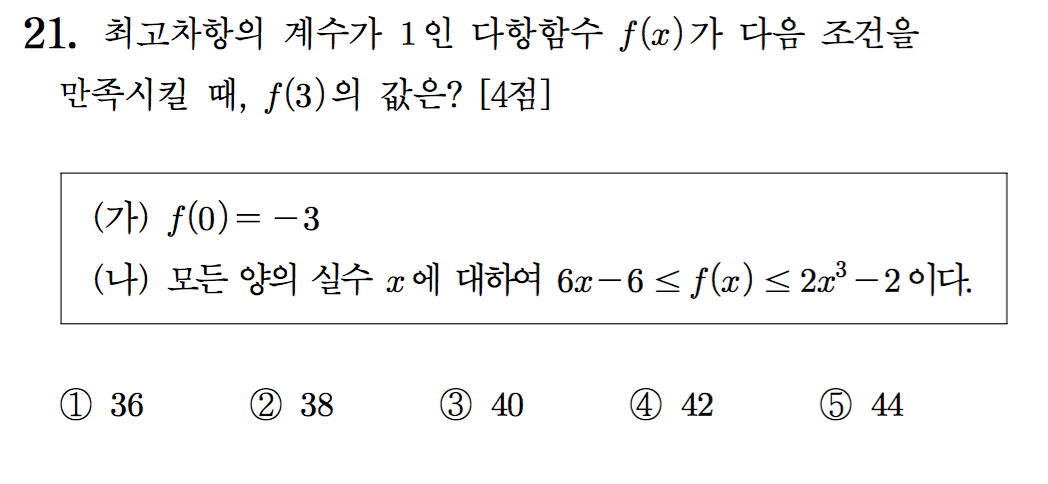 21. 최고차항의 계수가 1인 다항함수 f(x)가 다음 조건을
만족시킬 때, f(3)의 값은? [4점]
(가) f(0)= −3
(나) 모든 양의 실수 x에 대하여 6x−6 ≤ f(x) ≤ 2x³−2이다.
① 36 ② 38 ③ 40 ④ 42 ⑤ 44